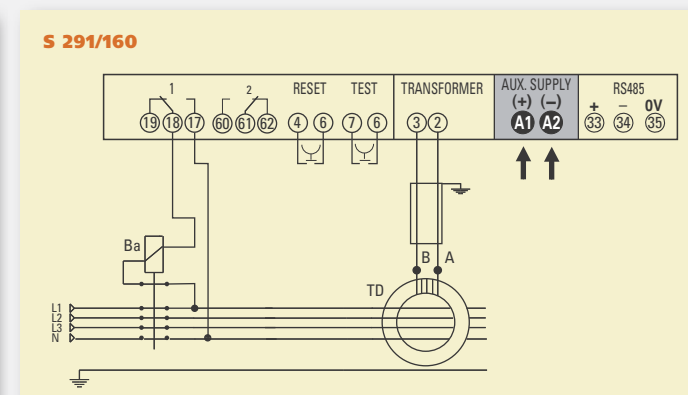 S 291/160
1 2 RESET TEST TRANSFORMER AUX. SUPPLY RS485
(+) (–) + – 0V
19 18 17 60 61 62 4 6 7 6 3 2 A1 A2 33 34 35
Ba
B A
TD
L1
L2
L3
N